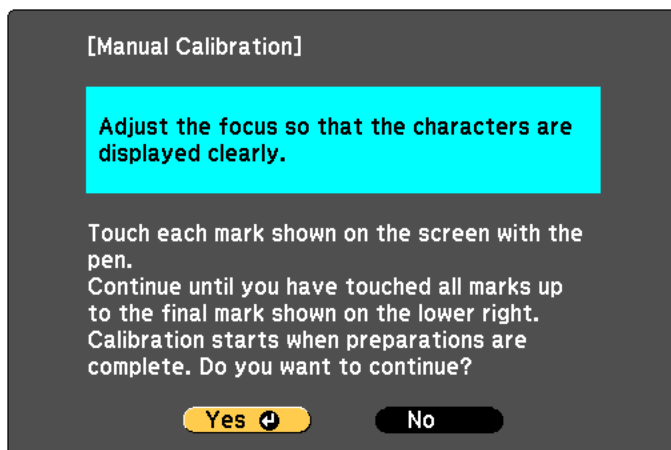 [Manual Calibration]
Adjust the focus so that the characters are
displayed clearly.
Touch each mark shown on the screen with the
pen.
Continue until you have touched all marks up
to the final mark shown on the lower right.
Calibration starts when preparations are
complete. Do you want to continue?
Yes No